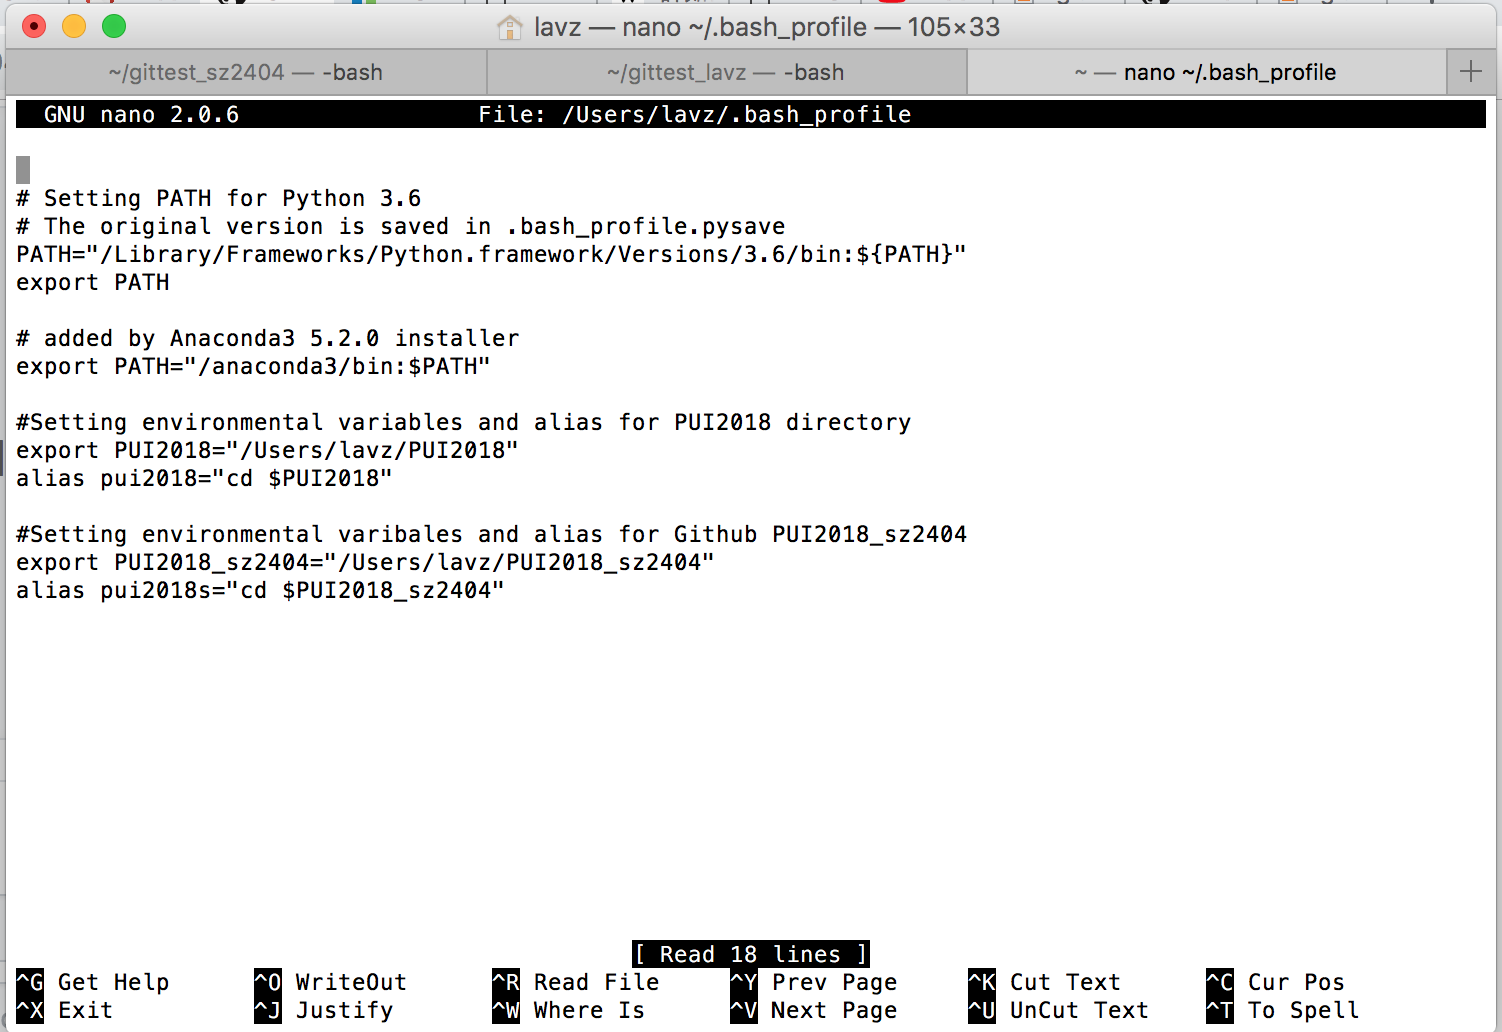 lavz — nano ~/.bash_profile — 105×33
~/gittest_sz2404 — -bash
~/gittest_lavz — -bash
~ — nano ~/.bash_profile
GNU nano 2.0.6 File: /Users/lavz/.bash_profile
# Setting PATH for Python 3.6
# The original version is saved in .bash_profile.pysave
PATH="/Library/Frameworks/Python.framework/Versions/3.6/bin:${PATH}"
export PATH
# added by Anaconda3 5.2.0 installer
export PATH="/anaconda3/bin:$PATH"
#Setting environmental variables and alias for PUI2018 directory
export PUI2018="/Users/lavz/PUI2018"
alias pui2018="cd $PUI2018"
#Setting environmental varibales and alias for Github PUI2018_sz2404
export PUI2018_sz2404="/Users/lavz/PUI2018_sz2404"
alias pui2018s="cd $PUI2018_sz2404"
[ Read 18 lines ]
^G Get Help ^O WriteOut ^R Read File ^Y Prev Page ^K Cut Text ^C Cur Pos
^X Exit ^J Justify ^W Where Is ^V Next Page ^U UnCut Text ^T To Spell